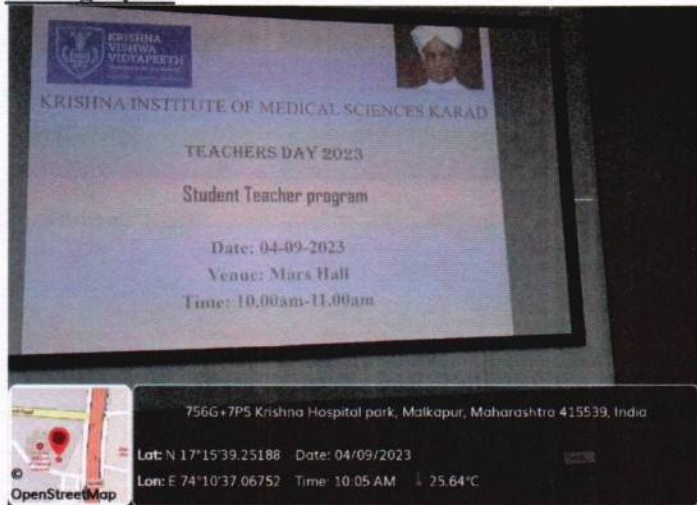 KRISHNA
VISHWA
VIDYAPEETH
KRISHNA INSTITUTE OF MEDICAL SCIENCES KARAD
TEACHERS DAY 2023
Student Teacher program
Date: 04-09-2023
Venue: Mars Hall
Time: 10.00am-11.00am
756G+7P5 Krishna Hospital park, Malkapur, Maharashtra 415539, India
Lat: N 17°15'39.25188 Date: 04/09/2023
Lon: E 74°10'37.06752 Time: 10:05 AM 25.64°C
©
OpenStreetMap